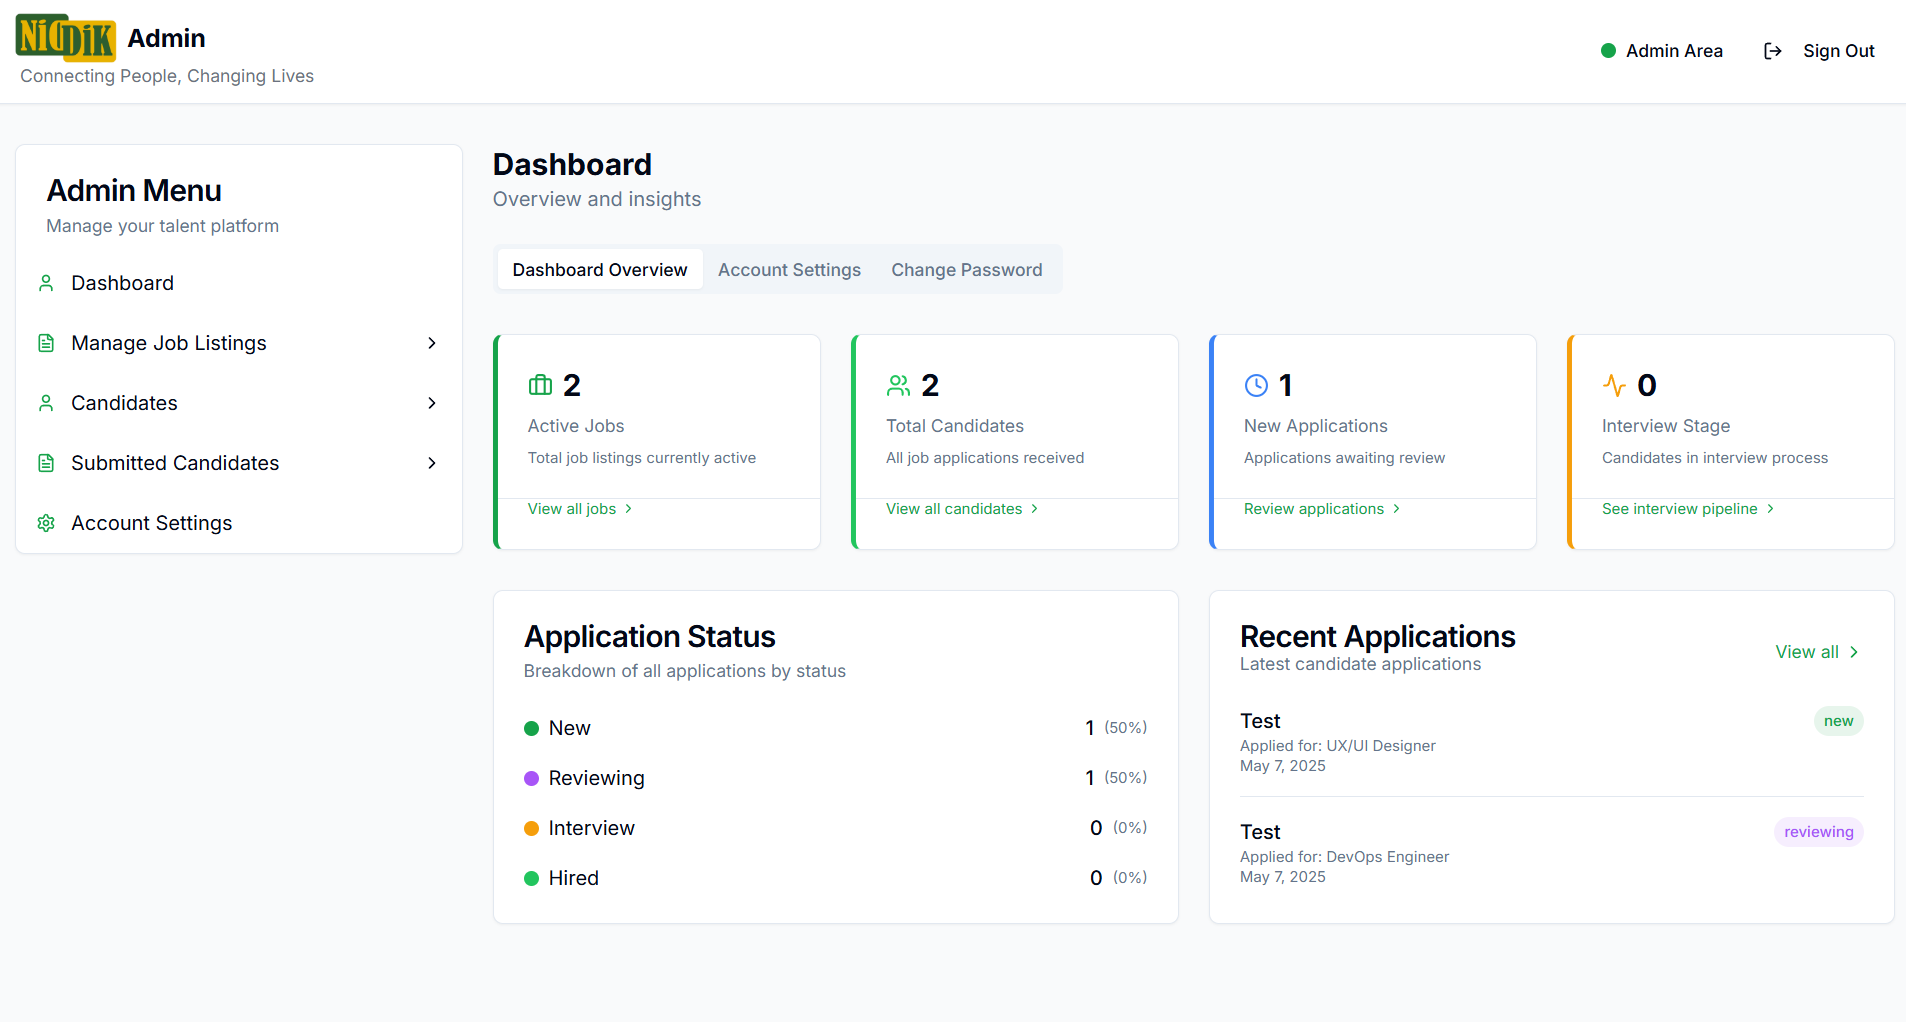 NiCDiK Admin
Connecting People, Changing Lives
Admin Area
Sign Out
Admin Menu
Manage your talent platform
Dashboard
Manage Job Listings
Candidates
Submitted Candidates
Account Settings
Dashboard
Overview and insights
Dashboard Overview
Account Settings
Change Password
2
Active Jobs
Total job listings currently active
View all jobs
2
Total Candidates
All job applications received
View all candidates
1
New Applications
Applications awaiting review
Review applications
0
Interview Stage
Candidates in interview process
See interview pipeline
Application Status
Breakdown of all applications by status
New 1 (50%)
Reviewing 1 (50%)
Interview 0 (0%)
Hired 0 (0%)
Recent Applications
Latest candidate applications
View all
Test new
Applied for: UX/UI Designer
May 7, 2025
Test reviewing
Applied for: DevOps Engineer
May 7, 2025